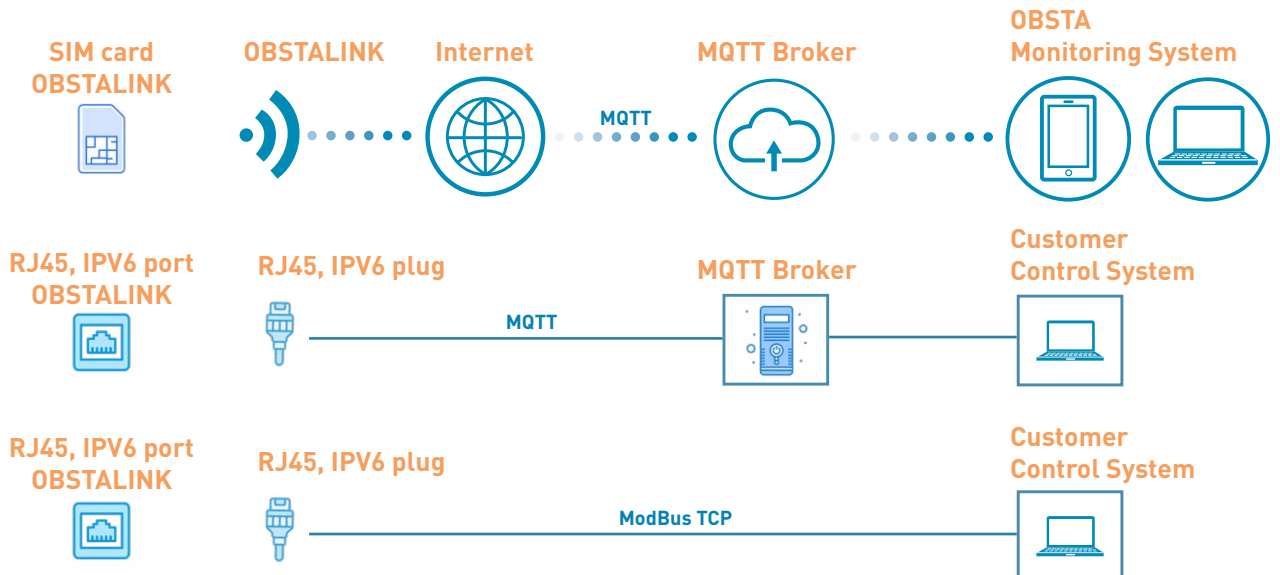 SIM card
OBSTALINK
OBSTALINK
Internet
MQTT Broker
OBSTA
Monitoring System
MQTT
RJ45, IPV6 port
OBSTALINK
RJ45, IPV6 plug
MQTT Broker
Customer
Control System
MQTT
RJ45, IPV6 port
OBSTALINK
RJ45, IPV6 plug
Customer
Control System
ModBus TCP